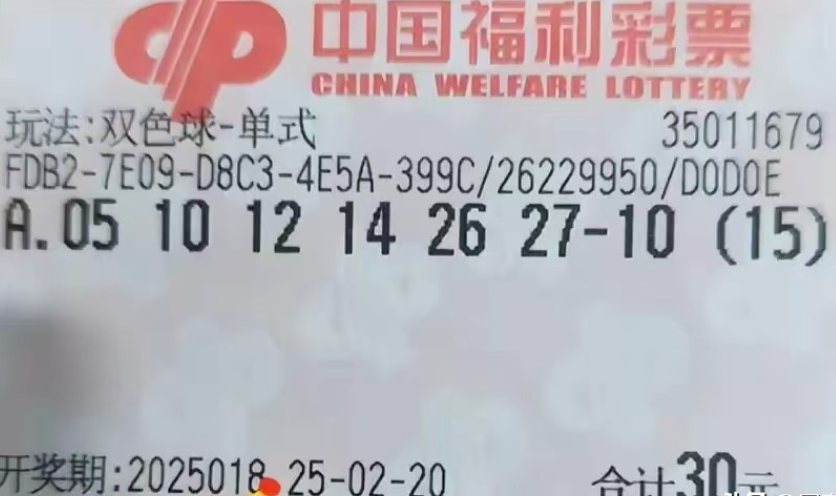 中国福利彩票
CHINA WELFARE LOTTERY
玩法:双色球-单式 35011679
FDB2-7E09-D8C3-4E5A-399C/26229950/D0D0E
A.05 10 12 14 26 27-10 (15)
开奖期:2025018 25-02-20 合计30元